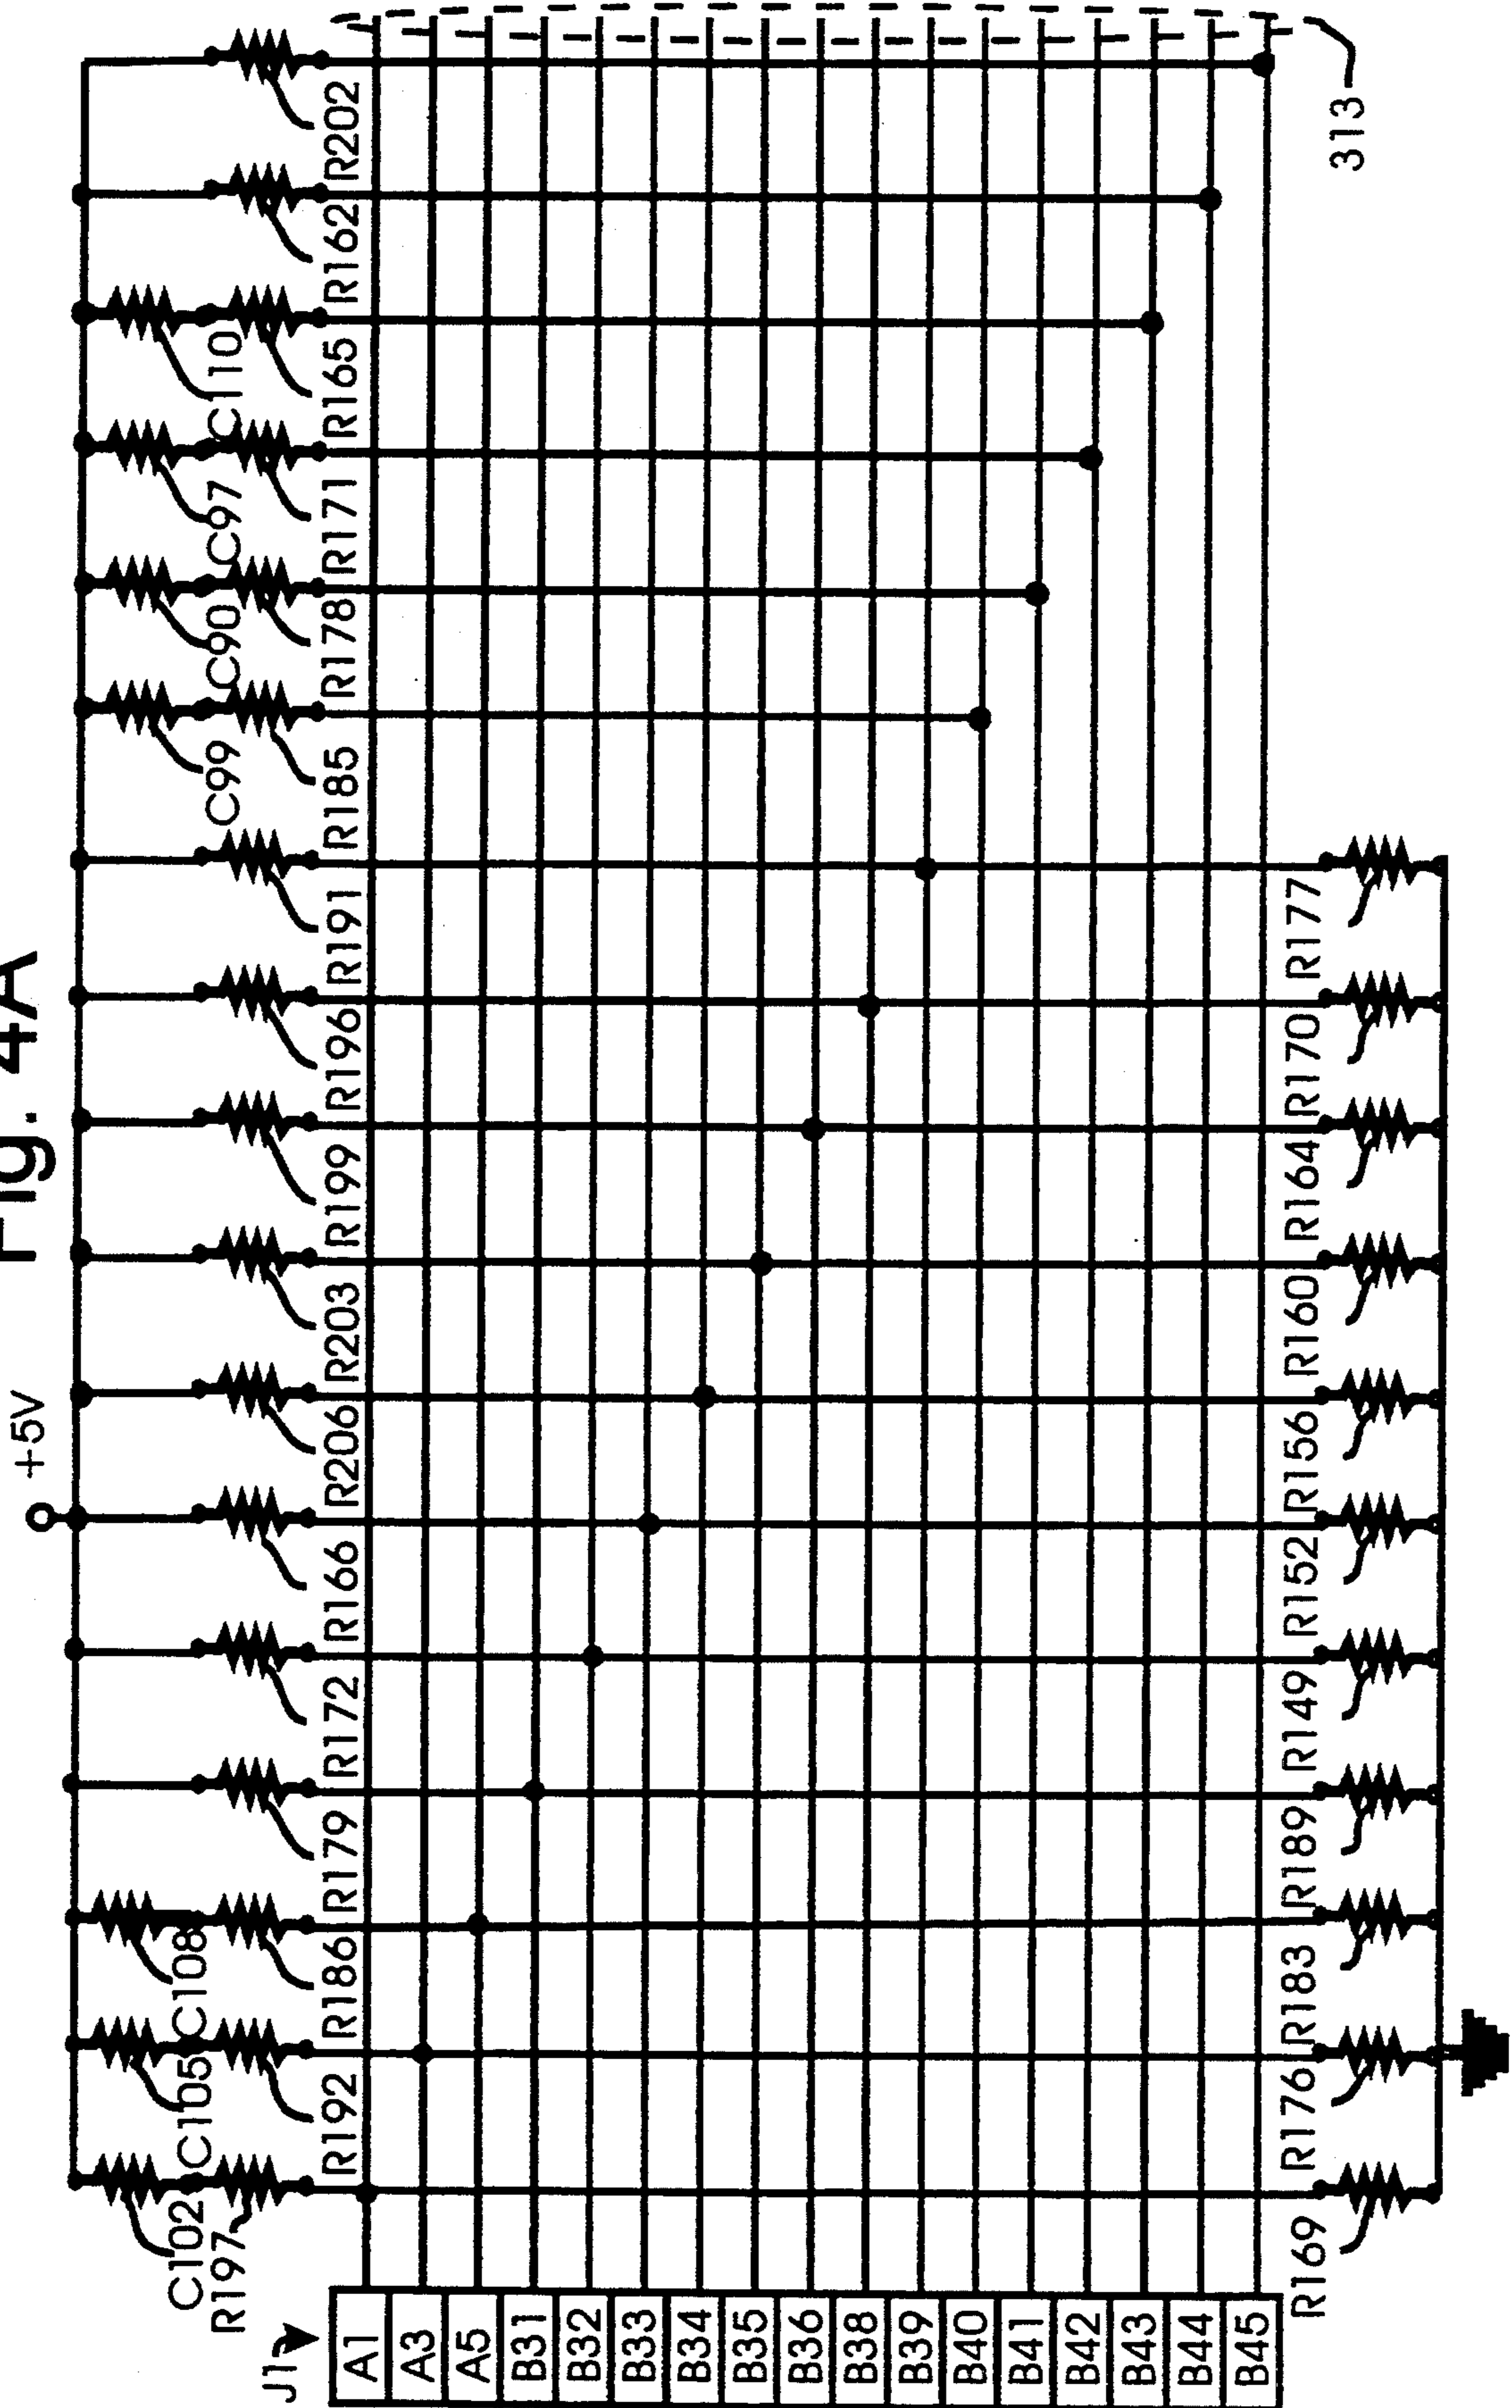 Fig. 4A
+5V
C102
R197
C105
R192
C108
R186
R179
R172
R166
R206
R203
R199
R196
R191
C99
R185
C90
R178
C97
R171
C110
R165
R162
R202
J1
A1
A3
A5
B31
B32
B33
B34
B35
B36
B38
B39
B40
B41
B42
B43
B44
B45
313
R169
R176
R183
R189
R149
R152
R156
R160
R164
R170
R177